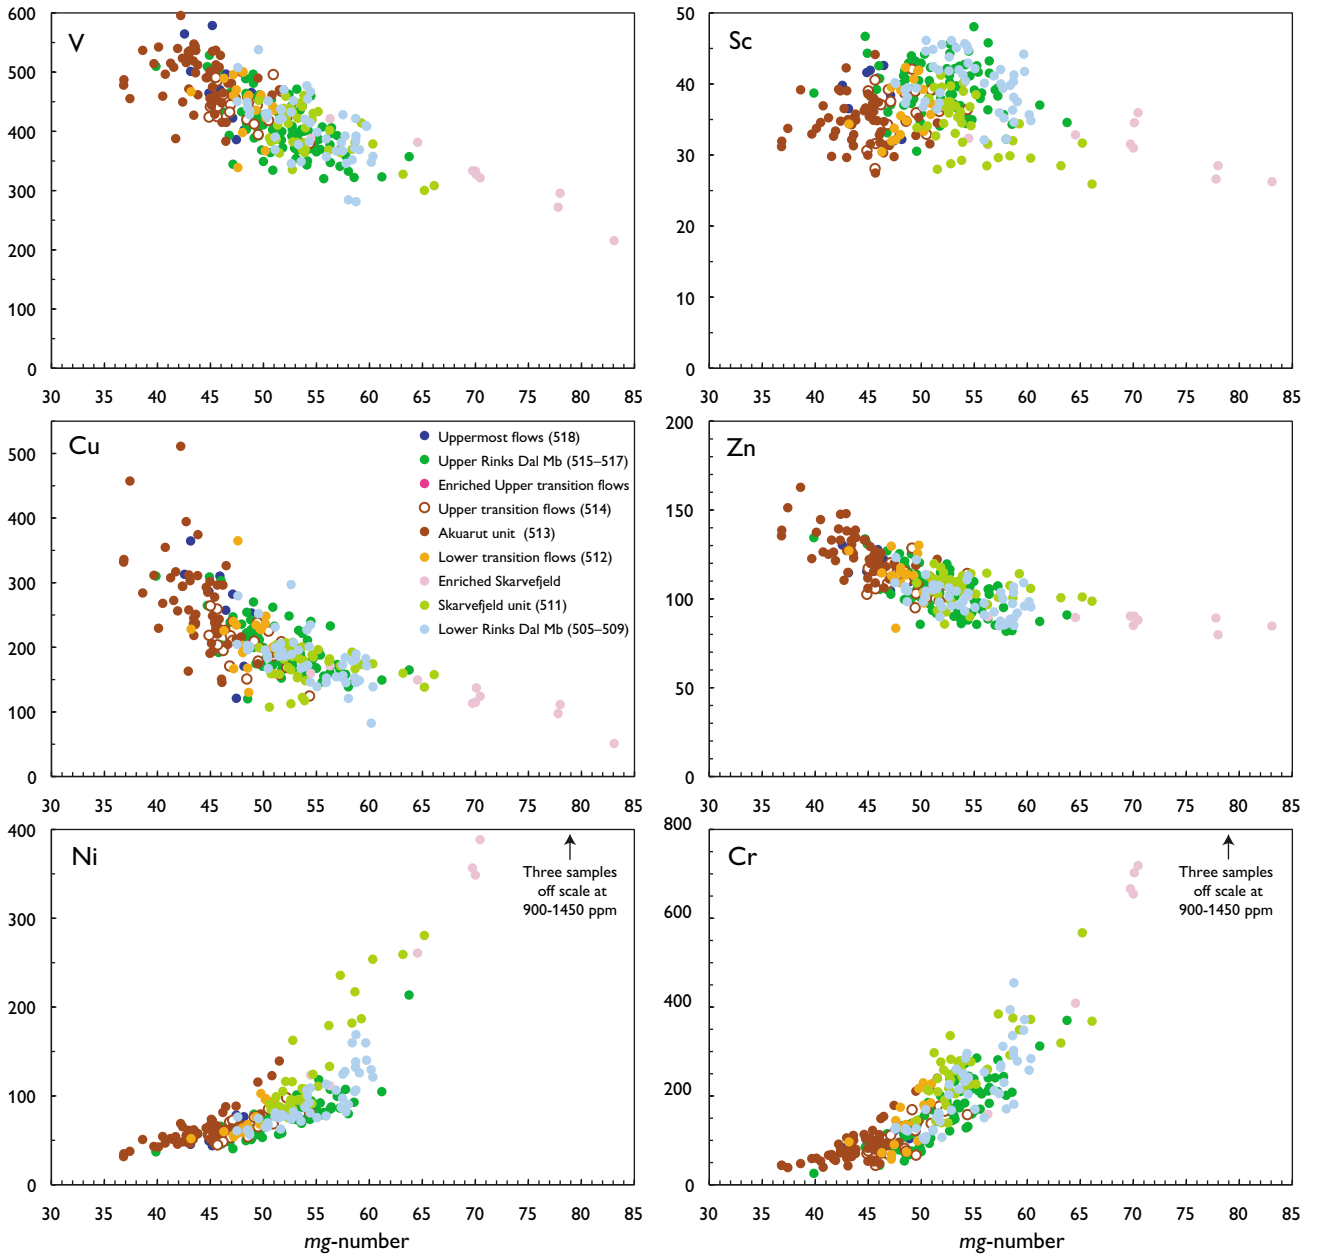 V
600
500
400
300
200
100
0
30 35 40 45 50 55 60 65 70 75 80 85
Sc
50
40
30
20
10
0
30 35 40 45 50 55 60 65 70 75 80 85
Cu
500
400
300
200
100
0
Uppermost flows (518)
Upper Rinks Dal Mb (515–517)
Enriched Upper transition flows
Upper transition flows (514)
Akuarut unit (513)
Lower transition flows (512)
Enriched Skarvefjeld
Skarvefjeld unit (511)
Lower Rinks Dal Mb (505–509)
30 35 40 45 50 55 60 65 70 75 80 85
Zn
200
150
100
50
0
30 35 40 45 50 55 60 65 70 75 80 85
Ni
400
300
200
100
0
Three samples
off scale at
900-1450 ppm
30 35 40 45 50 55 60 65 70 75 80 85
mg-number
Cr
800
600
400
200
0
Three samples
off scale at
900-1450 ppm
30 35 40 45 50 55 60 65 70 75 80 85
mg-number